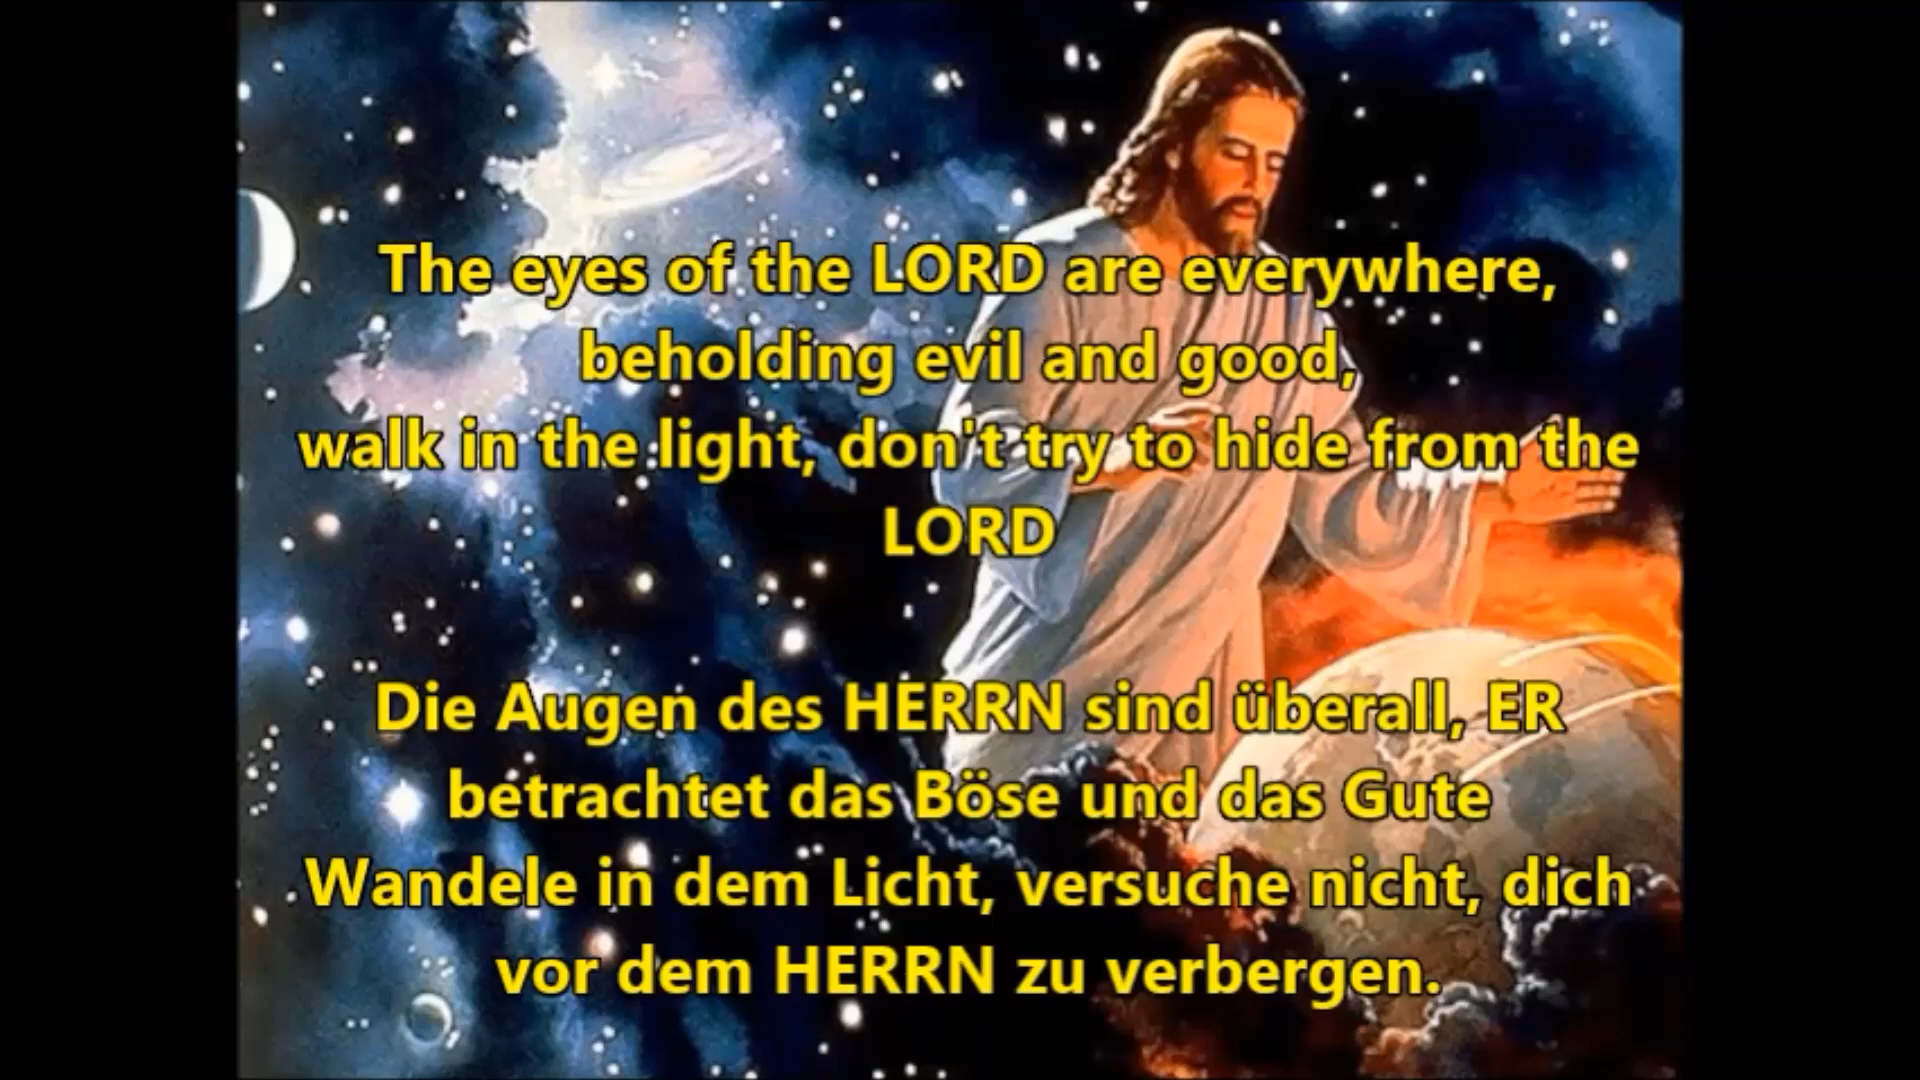 The eyes of the LORD are everywhere,
beholding evil and good,
walk in the light, don't try to hide from the
LORD
Die Augen des HERRN sind überall, ER
betrachtet das Böse und das Gute
Wandele in dem Licht, versuche nicht, dich
vor dem HERRN zu verbergen.